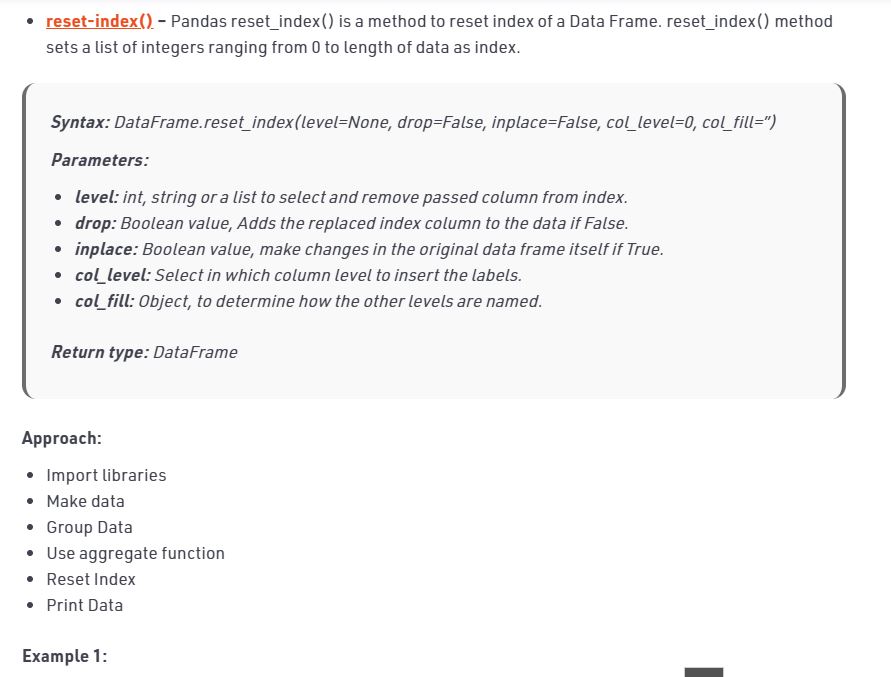 • reset-index() – Pandas reset_index() is a method to reset index of a Data Frame. reset_index() method
sets a list of integers ranging from 0 to length of data as index.
Syntax: DataFrame.reset_index(level=None, drop=False, inplace=False, col_level=0, col_fill=”)
Parameters:
• level: int, string or a list to select and remove passed column from index.
• drop: Boolean value, Adds the replaced index column to the data if False.
• inplace: Boolean value, make changes in the original data frame itself if True.
• col_level: Select in which column level to insert the labels.
• col_fill: Object, to determine how the other levels are named.
Return type: DataFrame
Approach:
• Import libraries
• Make data
• Group Data
• Use aggregate function
• Reset Index
• Print Data
Example 1: